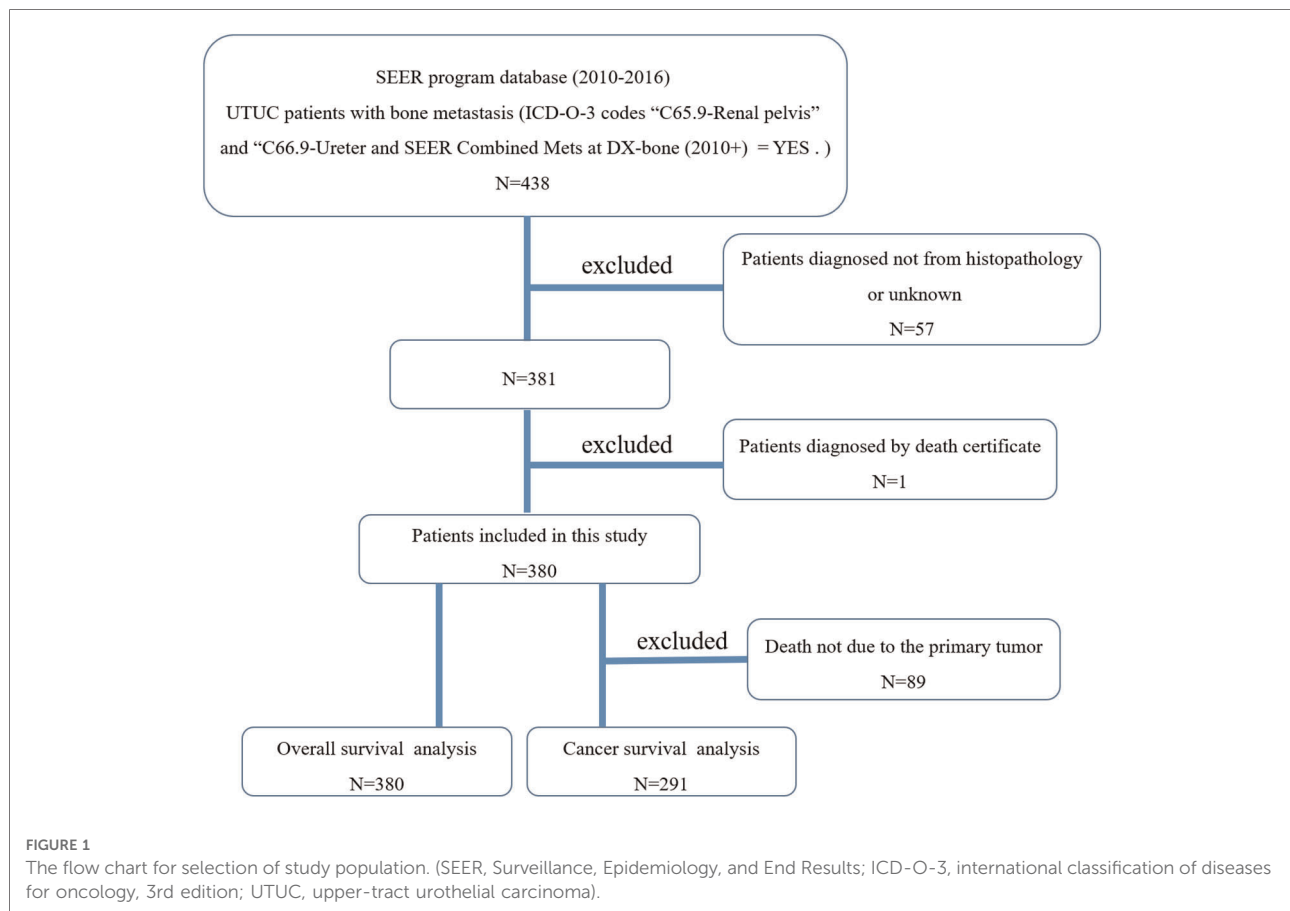 SEER program database (2010-2016)
UTUC patients with bone metastasis (ICD-O-3 codes “C65.9-Renal pelvis”
and “C66.9-Ureter and SEER Combined Mets at DX-bone (2010+) = YES . )
N=438
excluded
Patients diagnosed not from histopathology
or unknown
N=57
N=381
excluded
Patients diagnosed by death certificate
N=1
Patients included in this study
N=380
excluded
Death not due to the primary tumor
N=89
Overall survival analysis
N=380
Cancer survival analysis
N=291
FIGURE 1
The flow chart for selection of study population. (SEER, Surveillance, Epidemiology, and End Results; ICD-O-3, international classification of diseases
for oncology, 3rd edition; UTUC, upper-tract urothelial carcinoma).